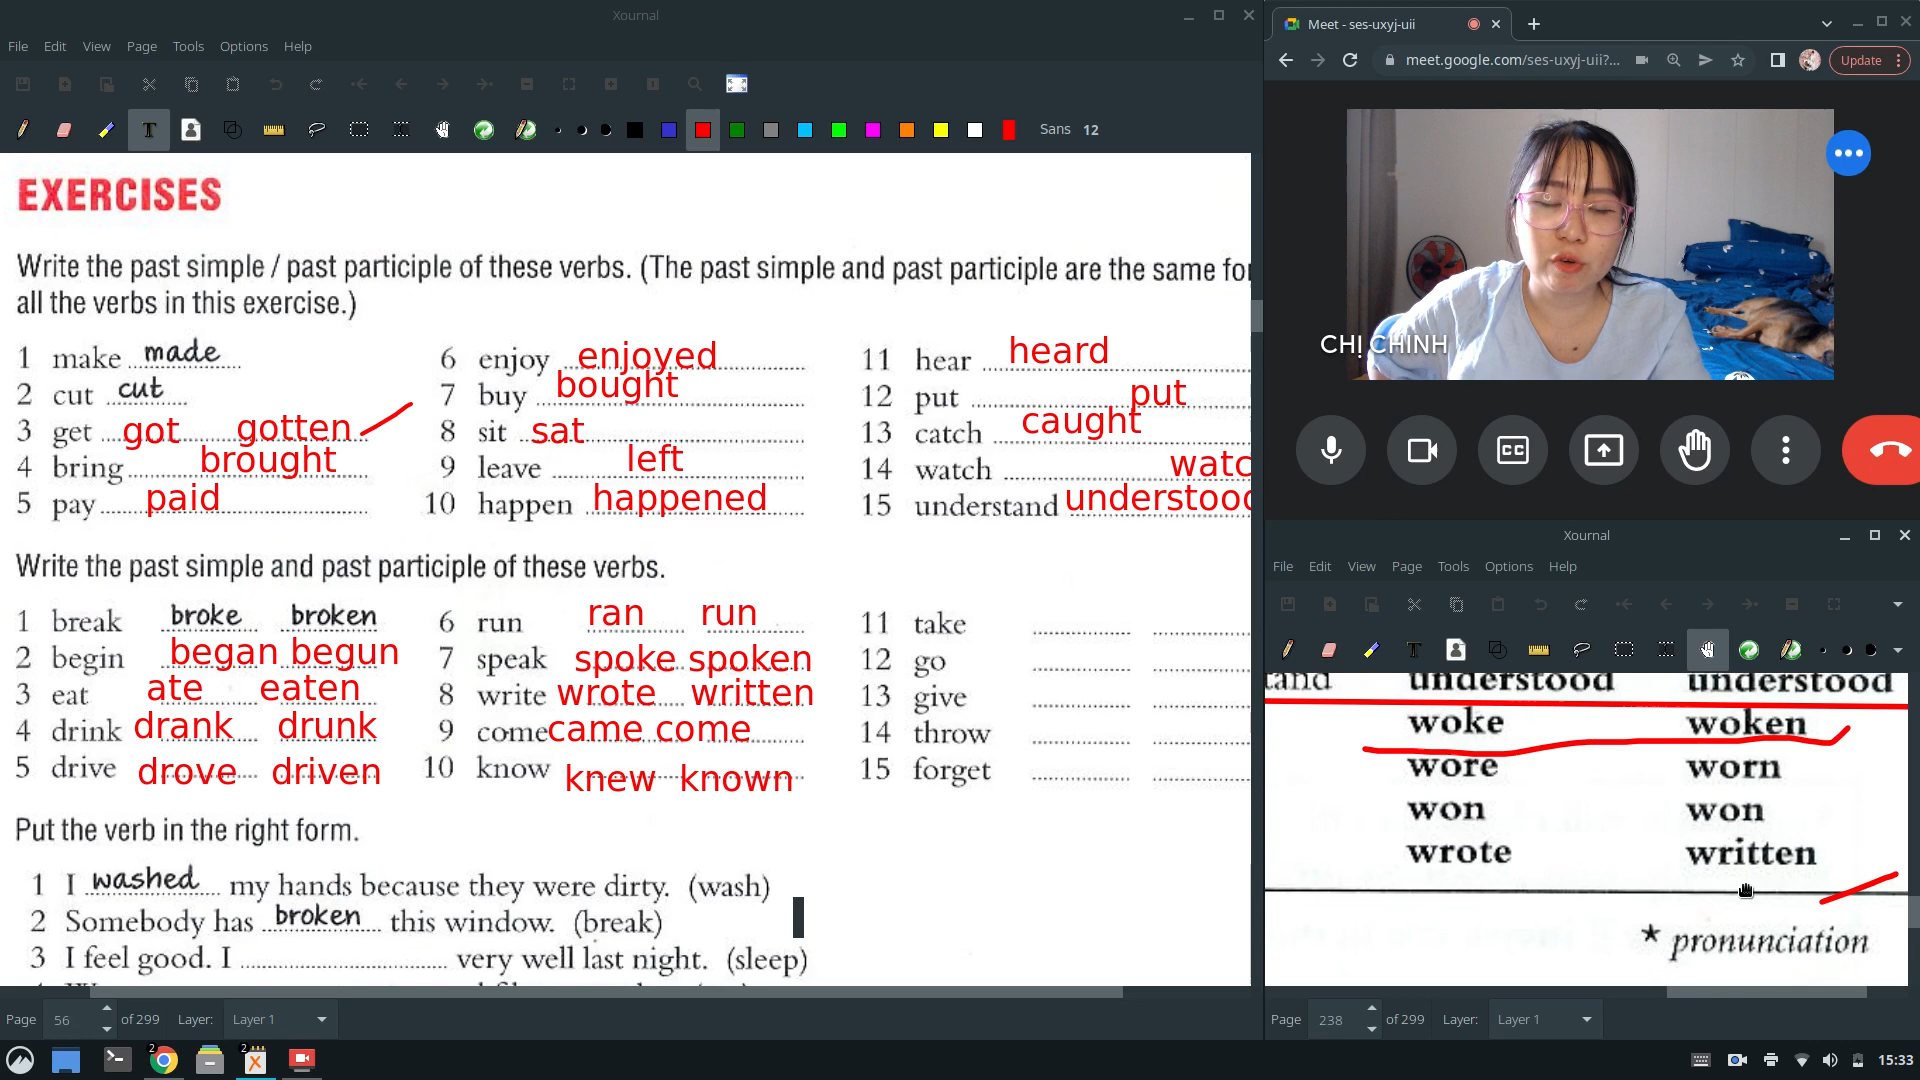 Xournal
File Edit View Page Tools Options Help
Sans 12
EXERCISES
Write the past simple / past participle of these verbs. (The past simple and past participle are the same for
all the verbs in this exercise.)
1 make made
2 cut cut
3 get got gotten
4 bring brought
5 pay paid
6 enjoy enjoyed
7 buy bought
8 sit sat
9 leave left
10 happen happened
11 hear heard
12 put put
13 catch caught
14 watch watc
15 understand understood
Write the past simple and past participle of these verbs.
1 break broke broken
2 begin began begun
3 eat ate eaten
4 drink drank drunk
5 drive drove driven
6 run ran run
7 speak spoke spoken
8 write wrote written
9 come came come
10 know knew known
11 take
12 go
13 give
14 throw
15 forget
Put the verb in the right form.
1 I washed my hands because they were dirty. (wash)
2 Somebody has broken this window. (break)
3 I feel good. I very well last night. (sleep)
Page 56 of 299 Layer: Layer 1
Meet - ses-uxyj-uii
meet.google.com/ses-uxyj-uii?...
Update
CHỊ CHINH
CC
Xournal
File Edit View Page Tools Options Help
tand understood understood
woke woken
wore worn
won won
wrote written
* pronunciation
Page 238 of 299 Layer: Layer 1
2
2
15:33